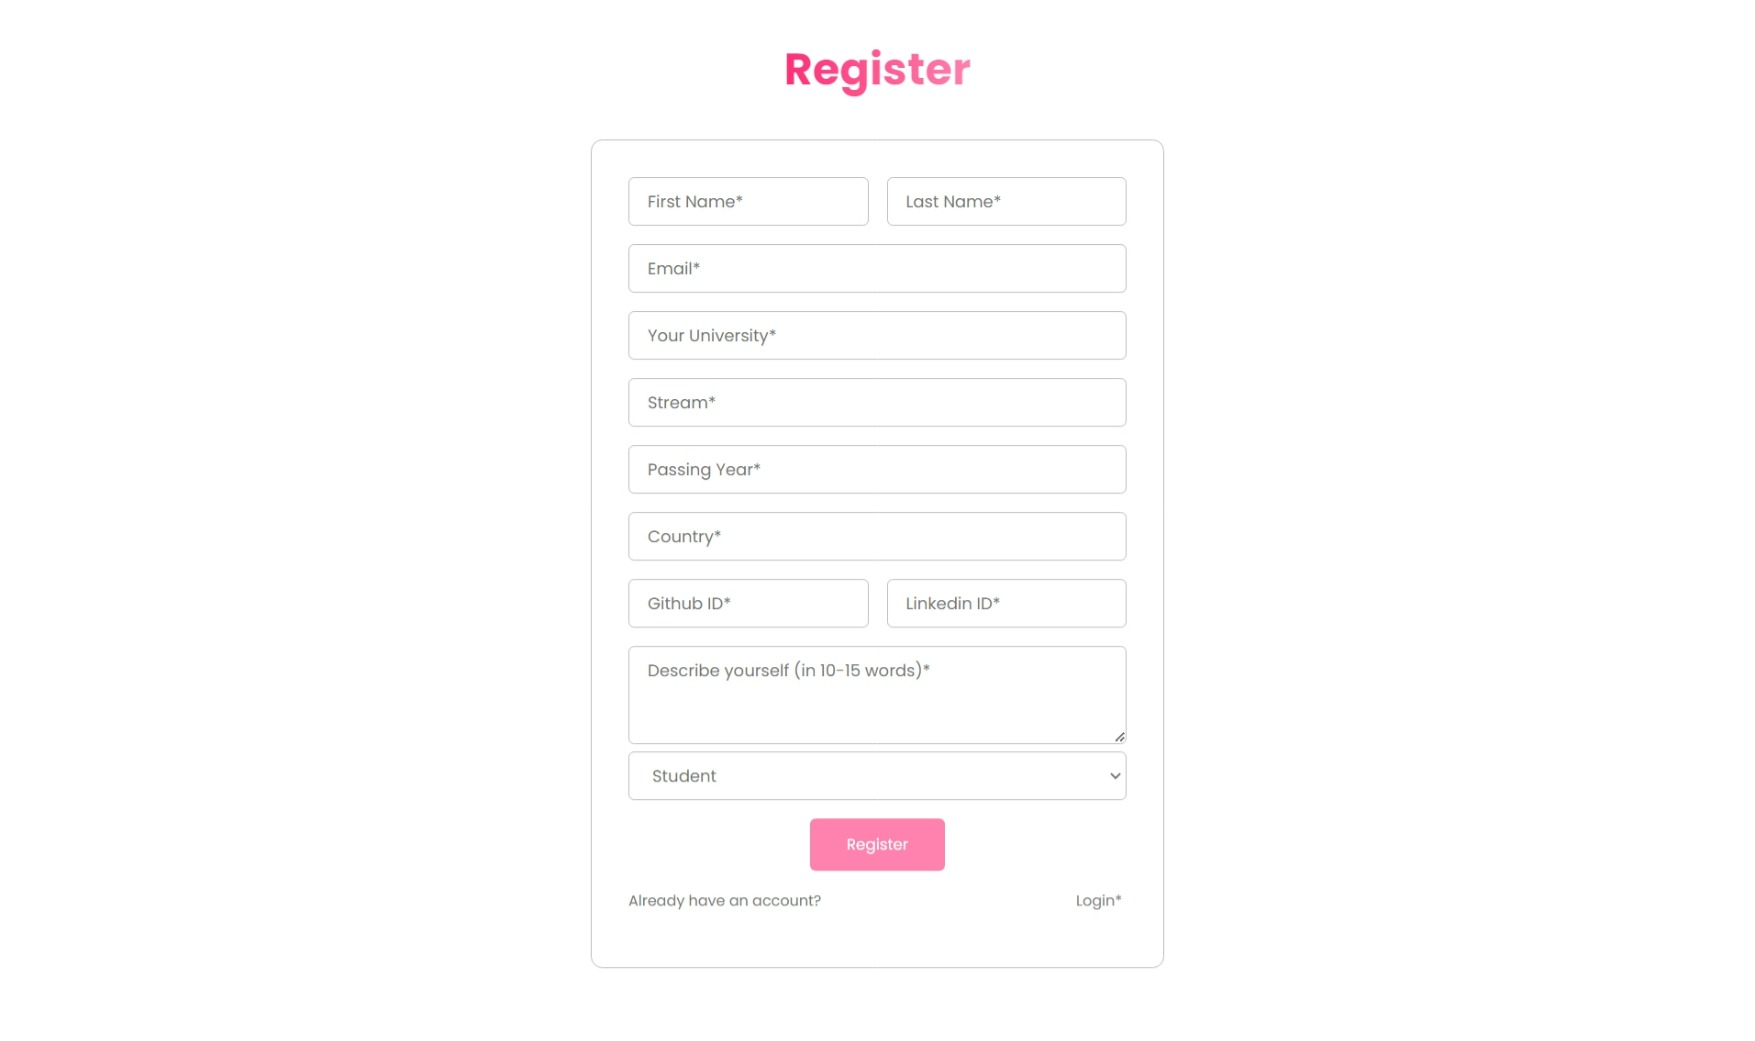 Register
First Name* Last Name*
Email*
Your University*
Stream*
Passing Year*
Country*
Github ID* Linkedin ID*
Describe yourself (in 10-15 words)*
Student
Register
Already have an account? Login*